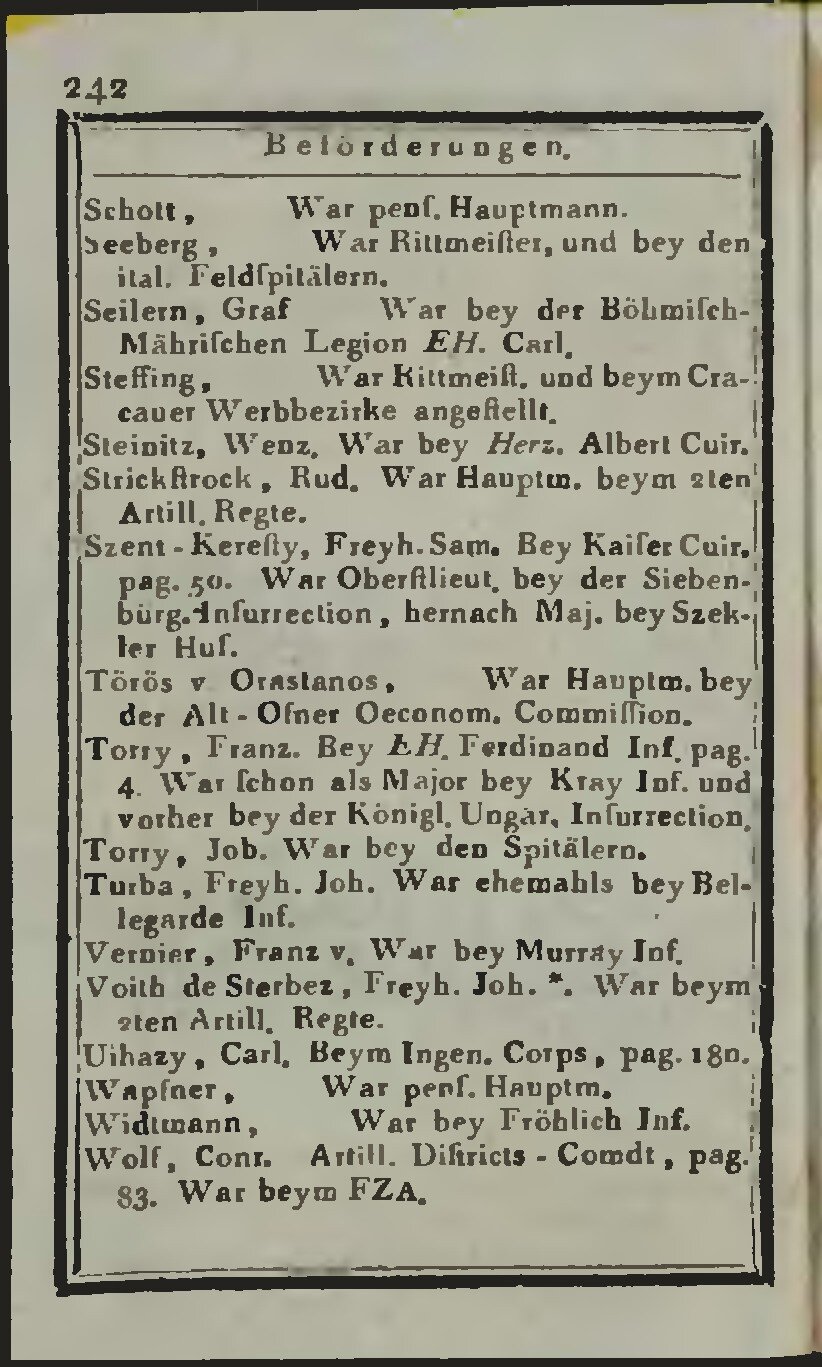 242
Beförderungen.
Schott, War penſ. Hauptmann.
Seeberg, War Rittmeiſter, und bey den
ital. Feldſpitälern.
Seilern, Graf War bey der Böhmiſch-
Mähriſchen Legion EH. Carl.
Steffing, War Rittmeiſt. und beym Cra-
cauer Werbbezirke angeſtellt.
Steinitz, Wenz. War bey Herz. Albert Cuir.
Strickſtrock, Rud. War Hauptm. beym 2ten
Artill. Regte.
Szent-Kereſty, Freyh. Sam. Bey Kaiſer Cuir.
pag. 50. War Oberſtlieut. bey der Sieben-
bürg. Inſurrection, hernach Maj. bey Szek-
ler Huſ.
Törös v Orastanos, War Hauptm. bey
der Alt-Ofner Oeconom. Commiſſion.
Torry, Franz. Bey EH. Ferdinand Inf. pag.
4. War ſchon als Major bey Kray Inf. und
vorher bey der Königl. Ungar. Inſurrection.
Torry, Job. War bey den Spitälern.
Turba, Freyh. Joh. War ehemahls bey Bel-
legarde Inf.
Vernier, Franz v. War bey Murray Inf.
Voith de Sterbez, Freyh. Joh. *. War beym
2ten Artill. Regte.
Uihazy, Carl. Beym Ingen. Corps, pag. 180.
Wapſner, War penſ. Hauptm.
Widtmann, War bey Fröhlich Inf.
Wolf, Conr. Artill. Diſtricts-Comdt, pag.
83. War beym FZA.